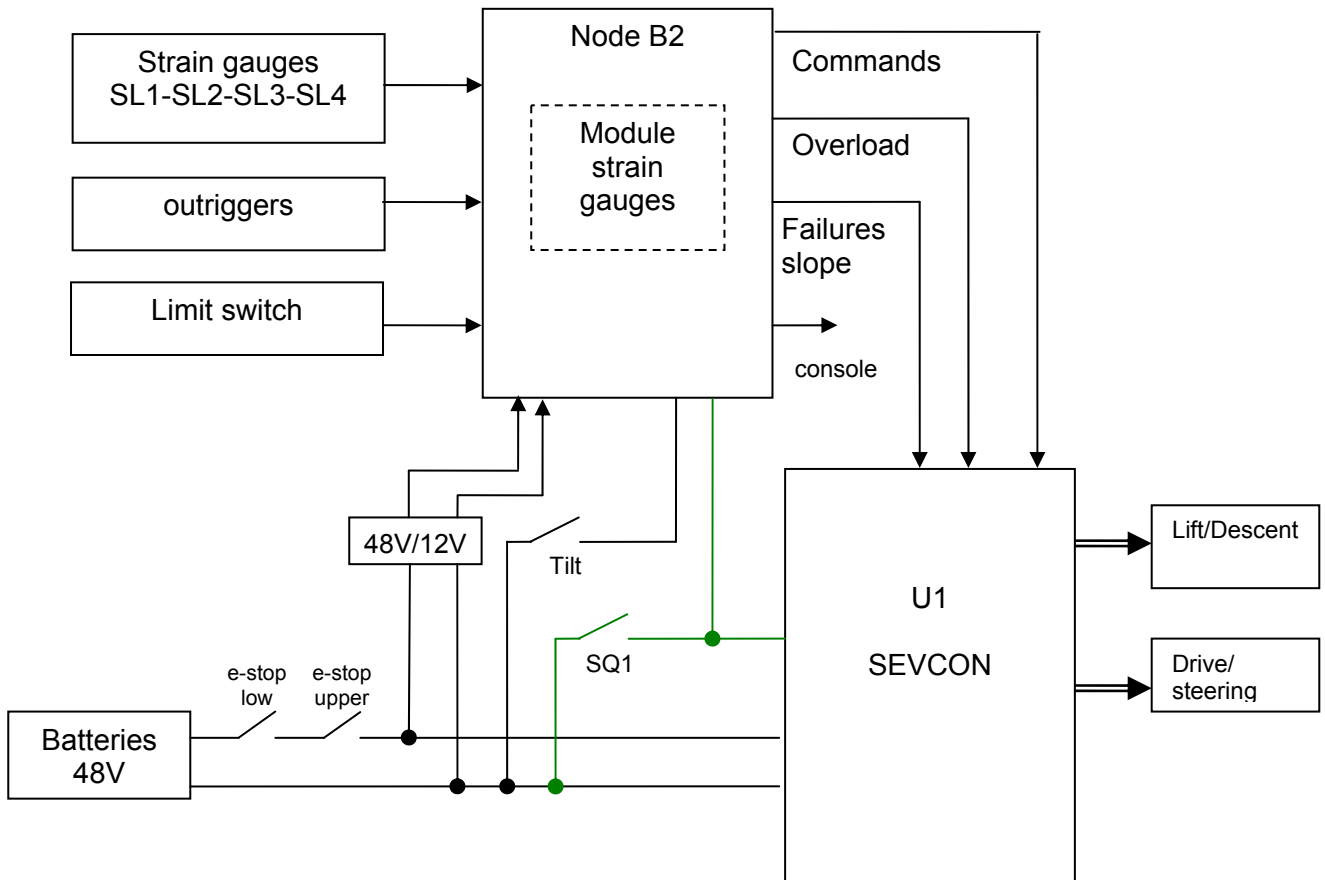 Node B2
Strain gauges
SL1-SL2-SL3-SL4
Commands
Module
strain
gauges
Overload
outriggers
Failures
slope
Limit switch
console
48V/12V
Tilt
Lift/Descent
U1
SEVCON
SQ1
e-stop
low
e-stop
upper
Drive/
steering
Batteries
48V